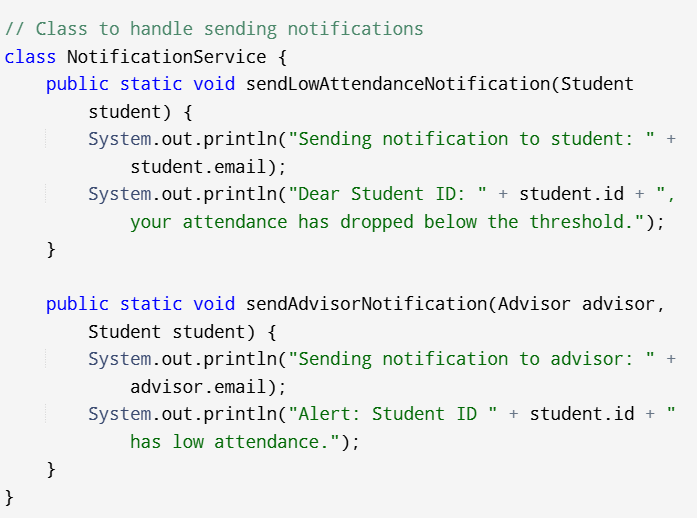 // Class to handle sending notifications
class NotificationService {
    public static void sendLowAttendanceNotification(Student
        student) {
        System.out.println("Sending notification to student: " +
            student.email);
        System.out.println("Dear Student ID: " + student.id + ",
            your attendance has dropped below the threshold.");
    }

    public static void sendAdvisorNotification(Advisor advisor,
        Student student) {
        System.out.println("Sending notification to advisor: " +
            advisor.email);
        System.out.println("Alert: Student ID " + student.id + "
            has low attendance.");
    }
}